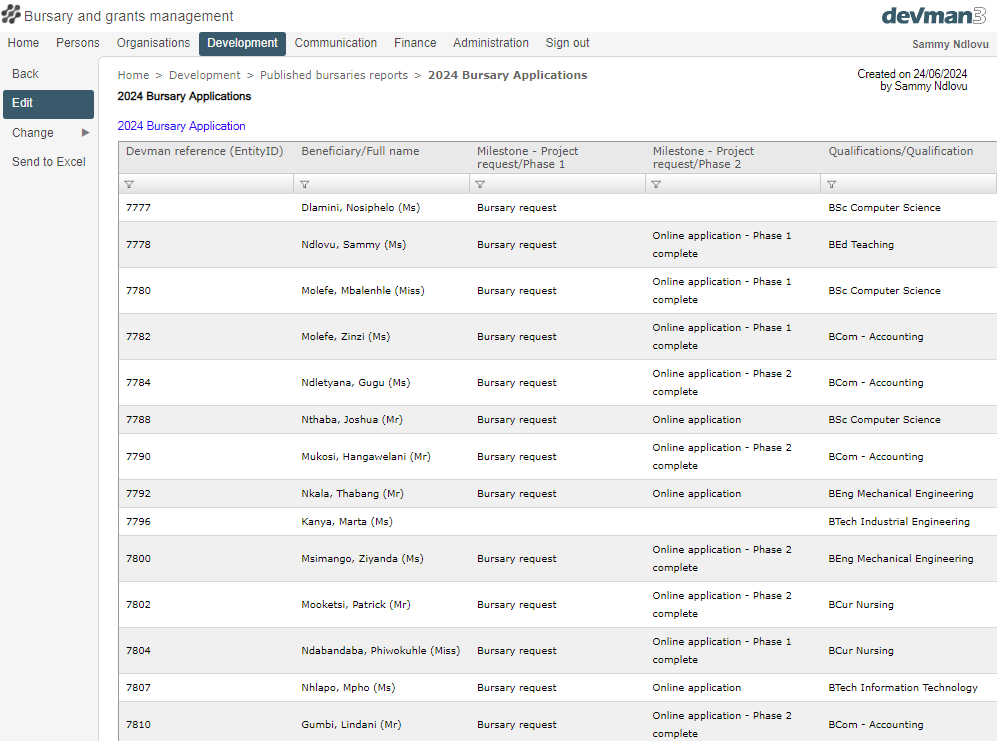 Bursary and grants management
devman3
Home Persons Organisations Development Communication Finance Administration Sign out
Sammy Ndlovu
Back
Edit
Change
Send to Excel
Home > Development > Published bursaries reports > 2024 Bursary Applications
Created on 24/06/2024
by Sammy Ndlovu
2024 Bursary Applications
2024 Bursary Application
Devman reference (EntityID) Beneficiary/Full name Milestone - Project request/Phase 1 Milestone - Project request/Phase 2 Qualifications/Qualification
7777 Dlamini, Nosiphelo (Ms) Bursary request BSc Computer Science
7778 Ndlovu, Sammy (Ms) Bursary request Online application - Phase 1 complete BEd Teaching
7780 Molefe, Mbalenhle (Miss) Bursary request Online application - Phase 1 complete BSc Computer Science
7782 Molefe, Zinzi (Ms) Bursary request Online application - Phase 1 complete BCom - Accounting
7784 Ndletyana, Gugu (Ms) Bursary request Online application - Phase 2 complete BCom - Accounting
7788 Nthaba, Joshua (Mr) Bursary request Online application BSc Computer Science
7790 Mukosi, Hangawelani (Mr) Bursary request Online application - Phase 2 complete BCom - Accounting
7792 Nkala, Thabang (Mr) Bursary request Online application BEng Mechanical Engineering
7796 Kanya, Marta (Ms) BTech Industrial Engineering
7800 Msimango, Ziyanda (Ms) Bursary request Online application - Phase 2 complete BEng Mechanical Engineering
7802 Mooketsi, Patrick (Mr) Bursary request Online application - Phase 2 complete BCur Nursing
7804 Ndabandaba, Phiwokuhle (Miss) Bursary request Online application - Phase 1 complete BCur Nursing
7807 Nhlapo, Mpho (Ms) Bursary request Online application BTech Information Technology
7810 Gumbi, Lindani (Mr) Bursary request Online application - Phase 2 complete BCom - Accounting